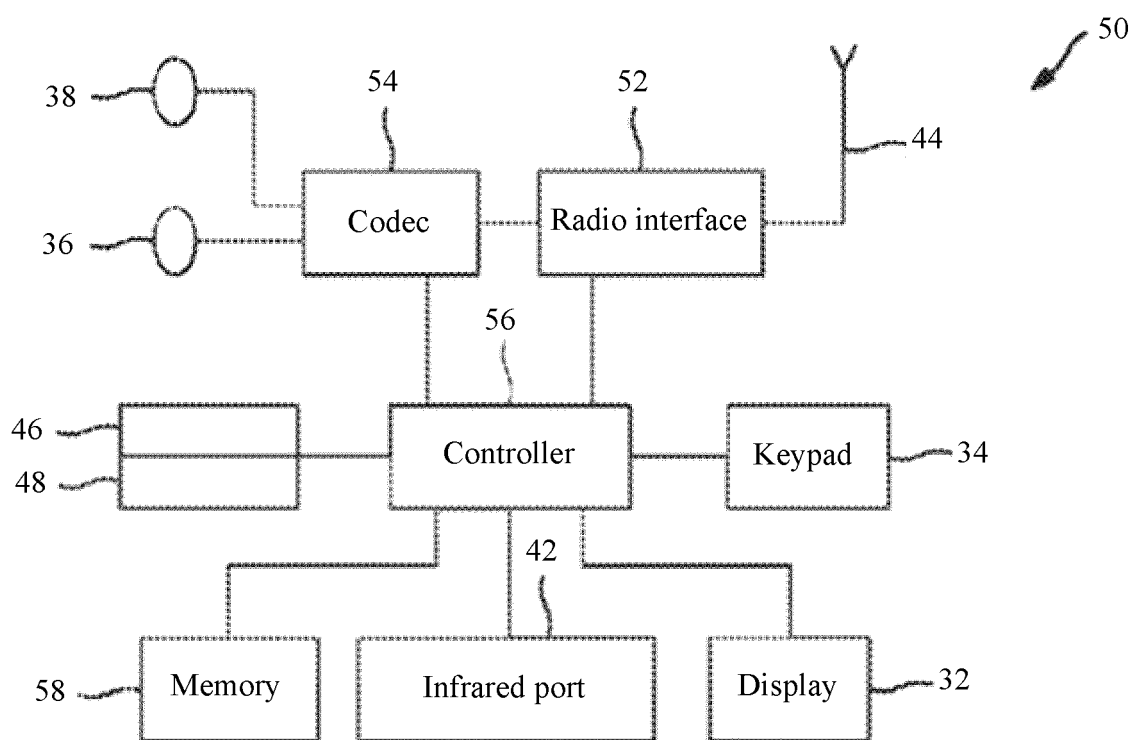 50
54
52
38
44
Codec
Radio interface
36
56
46
Controller
Keypad
34
48
42
58
Memory
Infrared port
Display
32